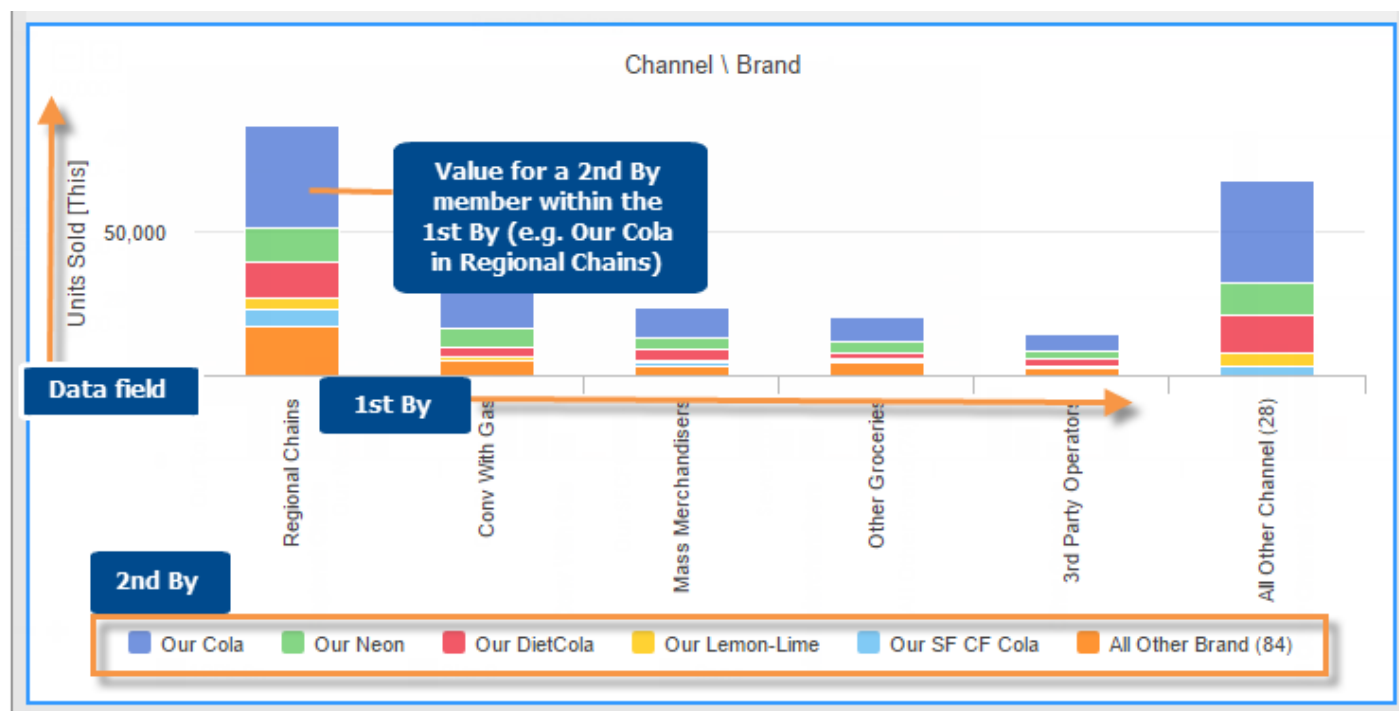 Channel \ Brand
Units Sold [This]
50,000
Value for a 2nd By
member within the
1st By (e.g. Our Cola
in Regional Chains)
Data field
1st By
Regional Chains
Conv With Gas
Mass Merchandisers
Other Groceries
3rd Party Operators
All Other Channel (28)
2nd By
Our Cola
Our Neon
Our DietCola
Our Lemon-Lime
Our SF CF Cola
All Other Brand (84)